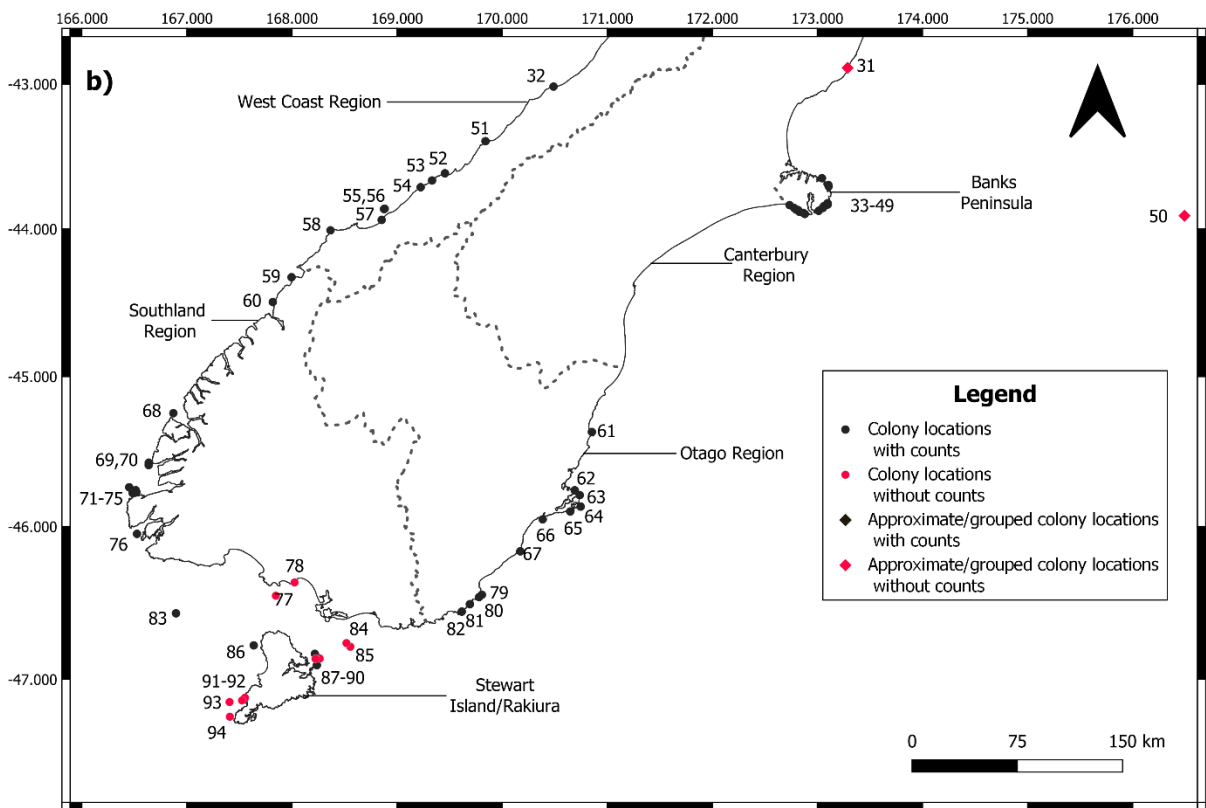 166.000 167.000 168.000 169.000 170.000 171.000 172.000 173.000 174.000 175.000 176.000
b)
-43.000
-44.000
-45.000
-46.000
-47.000
31
32
West Coast Region
51
52
53
54
55,56
57
58
Banks
Peninsula
33-49
50
Canterbury
Region
59
60
Southland
Region
68
69,70
71-75
76
61
Otago Region
62
63
64
65
66
67
78
77
79
80
81
82
83
84
85
86
87-90
91-92
93
94
Stewart
Island/Rakiura
Legend
Colony locations
with counts
Colony locations
without counts
Approximate/grouped colony locations
with counts
Approximate/grouped colony locations
without counts
0 75 150 km